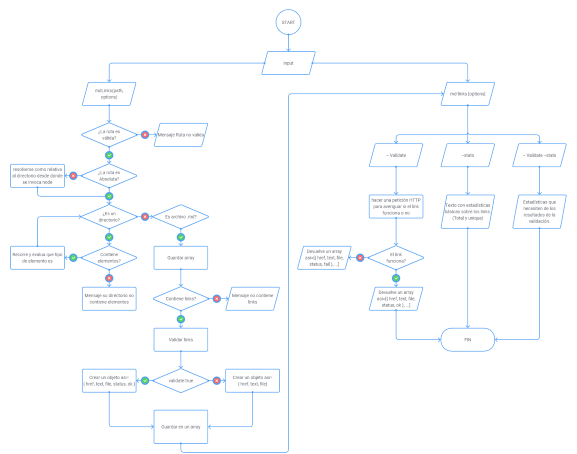 START
input
mdLinks(path,
options)
md links [options]
¿La ruta es
válida?
Mensaje Ruta no valida
¿La ruta es
Absoluta?
resolverse como relativa
al directorio desde donde
se invoca node
¿Es un
directorio?
Es archivo .md?
Recorre y evalua que tipo
de elemento es
Contiene
elementos?
Guardar array
Mensaje su directorio no
contiene elementos
Contiene links?
Mensaje no contiene
links
Validar links
validate:true
Crear un objeto así=
{ href, text, file, status, ok }
Crear un objeto así=
{ href, text, file}
Guardar en un array
--Validate
--stats
--Validate --stats
hacer una petición HTTP
para averiguar si el link
funciona o no
Texto con estadísticas
básicas sobre los links
(Total y unique)
Estadísticas que
necesiten de los
resultados de la
validación.
El link
funciona?
Devuelve un array
así=[{ href, text, file,
status, fail },...]
Devuelve un array
así=[{ href, text, file,
status, ok },...]
FIN